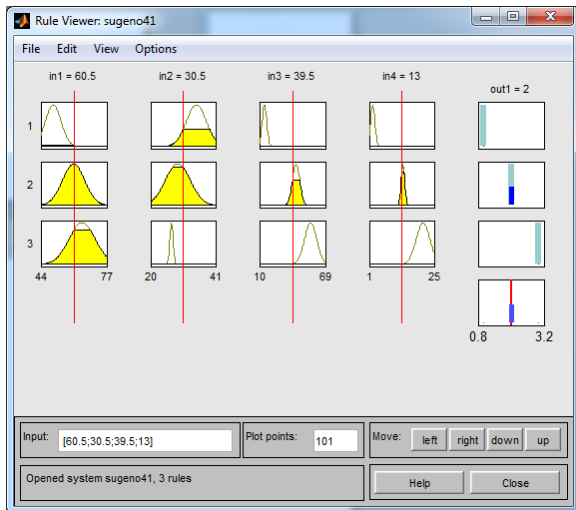 Rule Viewer: sugeno41
File Edit View Options
in1 = 60.5 in2 = 30.5 in3 = 39.5 in4 = 13 out1 = 2
1
2
3
44 77 20 41 10 69 1 25
0.8 3.2
Input: [60.5;30.5;39.5;13] Plot points: 101 Move: left right down up
Opened system sugeno41, 3 rules Help Close